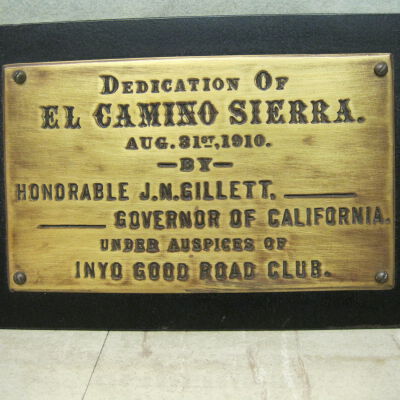 DEDICATION OF
EL CAMINO SIERRA.
AUG. 31ST, 1910.
—BY—
HONORABLE J.N. GILLETT, ———
——— GOVERNOR OF CALIFORNIA.
UNDER AUSPICES OF
INYO GOOD ROAD CLUB.